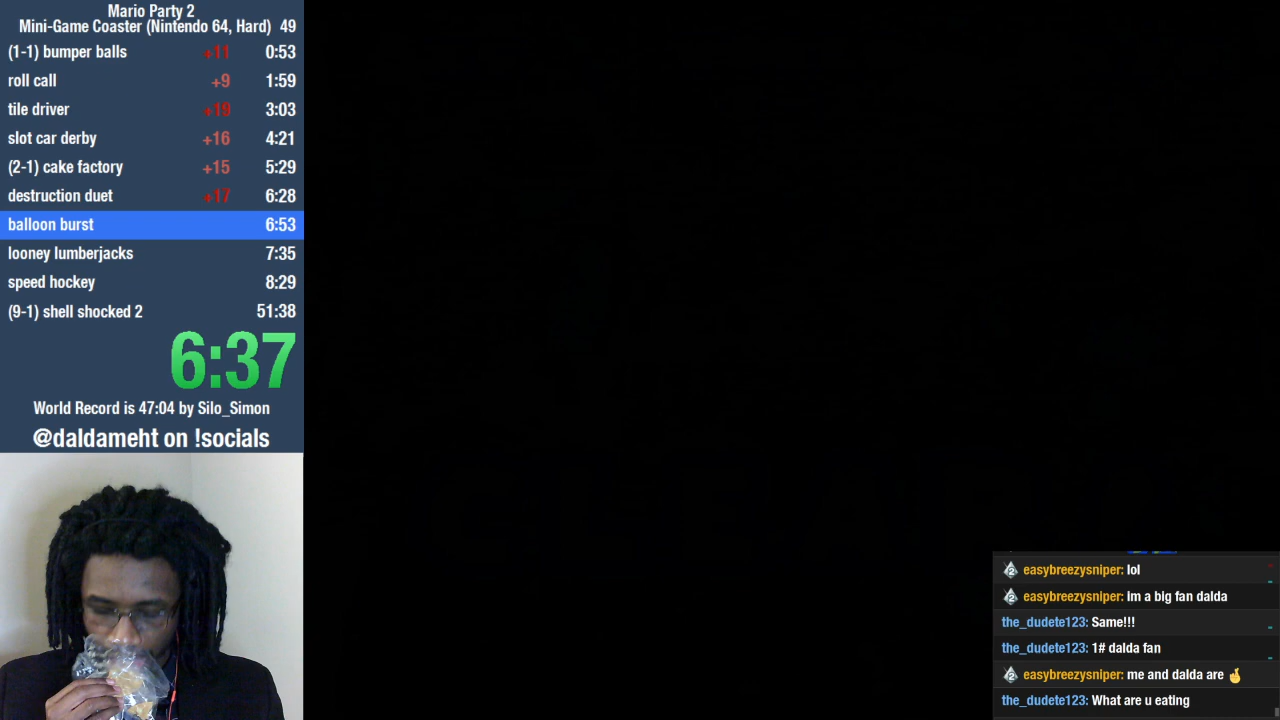 Mario Party 2
Mini-Game Coaster (Nintendo 64, Hard) 49
(1-1) bumper balls +11 0:53
roll call +9 1:59
tile driver +19 3:03
slot car derby +16 4:21
(2-1) cake factory +15 5:29
destruction duet +17 6:28
balloon burst 6:53
looney lumberjacks 7:35
speed hockey 8:29
(9-1) shell shocked 2 51:38
6:37
World Record is 47:04 by Silo_Simon
@daldameht on !socials
2 easybreezysniper: lol
2 easybreezysniper: im a big fan dalda
the_dudete123: Same!!!
the_dudete123: 1# dalda fan
2 easybreezysniper: me and dalda are 🤞
the_dudete123: What are u eating